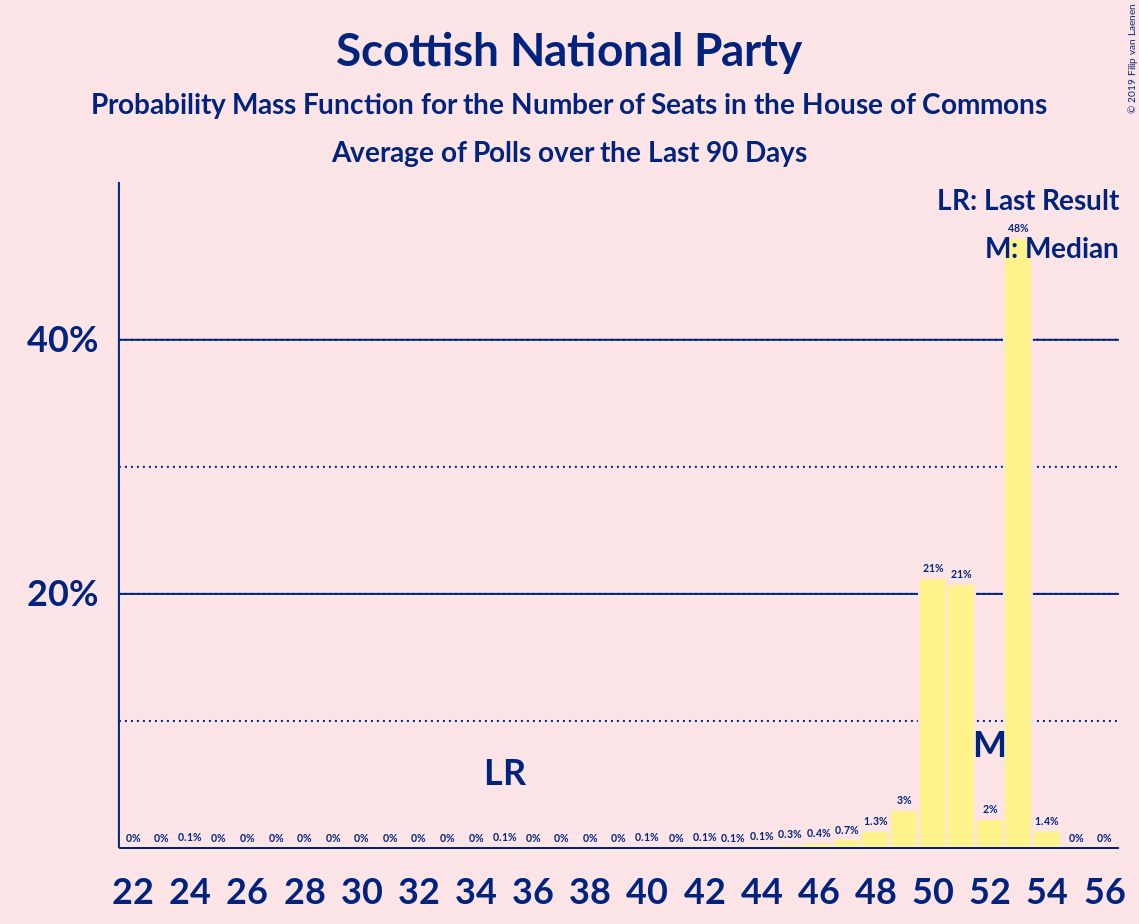 Scottish National Party
Probability Mass Function for the Number of Seats in the House of Commons
Average of Polls over the Last 90 Days
© 2019 Filip van Laenen
LR: Last Result
M: Median
40%
20%
0% 0% 0.1% 0% 0% 0% 0% 0% 0% 0% 0% 0% 0% 0.1% 0% 0% 0% 0% 0.1% 0% 0.1% 0.1% 0.1% 0.3% 0.4% 0.7% 1.3% 3% 21% 21% 2% 48% 1.4% 0% 0%
LR
M
22 24 26 28 30 32 34 36 38 40 42 44 46 48 50 52 54 56